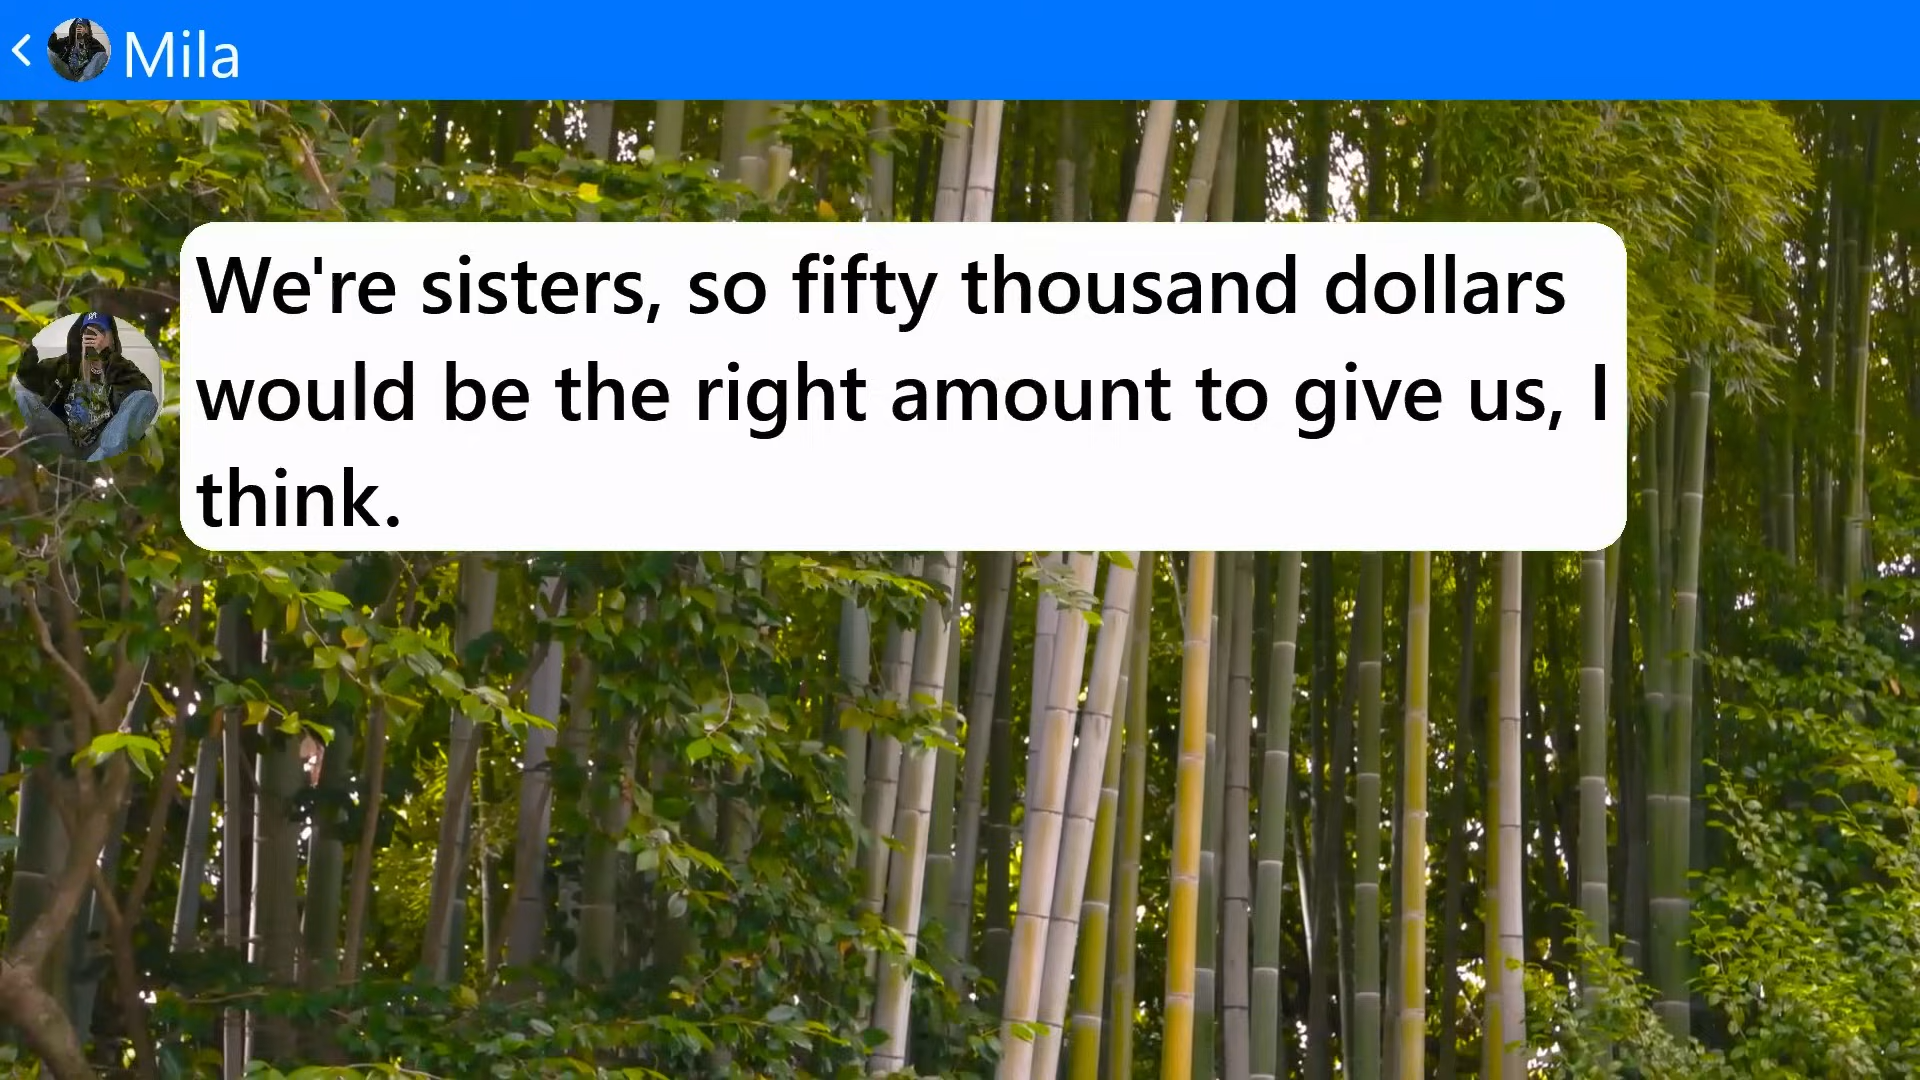 Mila
We're sisters, so fifty thousand dollars
would be the right amount to give us, I
think.